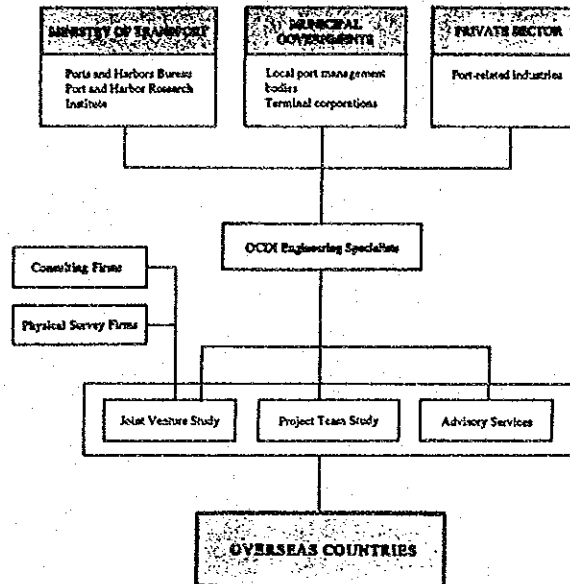 MINISTRY OF TRANSPORT
Ports and Harbors Bureau
Port and Harbor Research
Institute
MUNICIPAL
GOVERNMENTS
Local port management
bodies
Terminal corporations
PRIVATE SECTOR
Port-related industries
OCDI Engineering Specialists
Consulting Firms
Physical Survey Firms
Joint Venture Study
Project Team Study
Advisory Services
OVERSEAS COUNTRIES